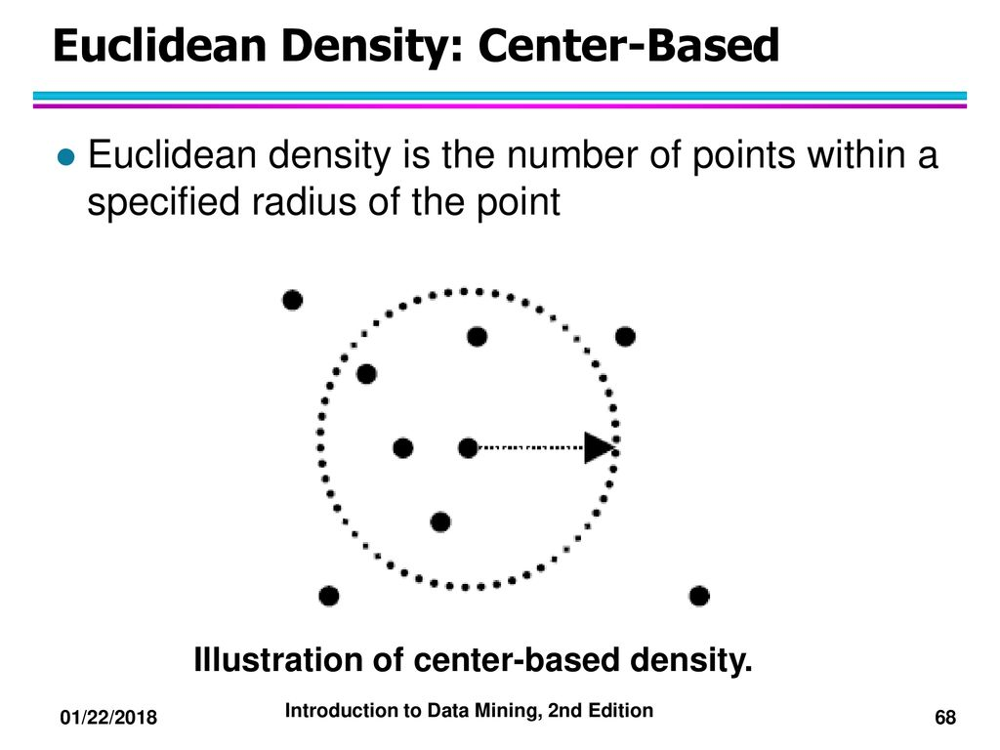 Euclidean Density: Center-Based
Euclidean density is the number of points within a
specified radius of the point
Illustration of center-based density.
01/22/2018
Introduction to Data Mining, 2nd Edition
68